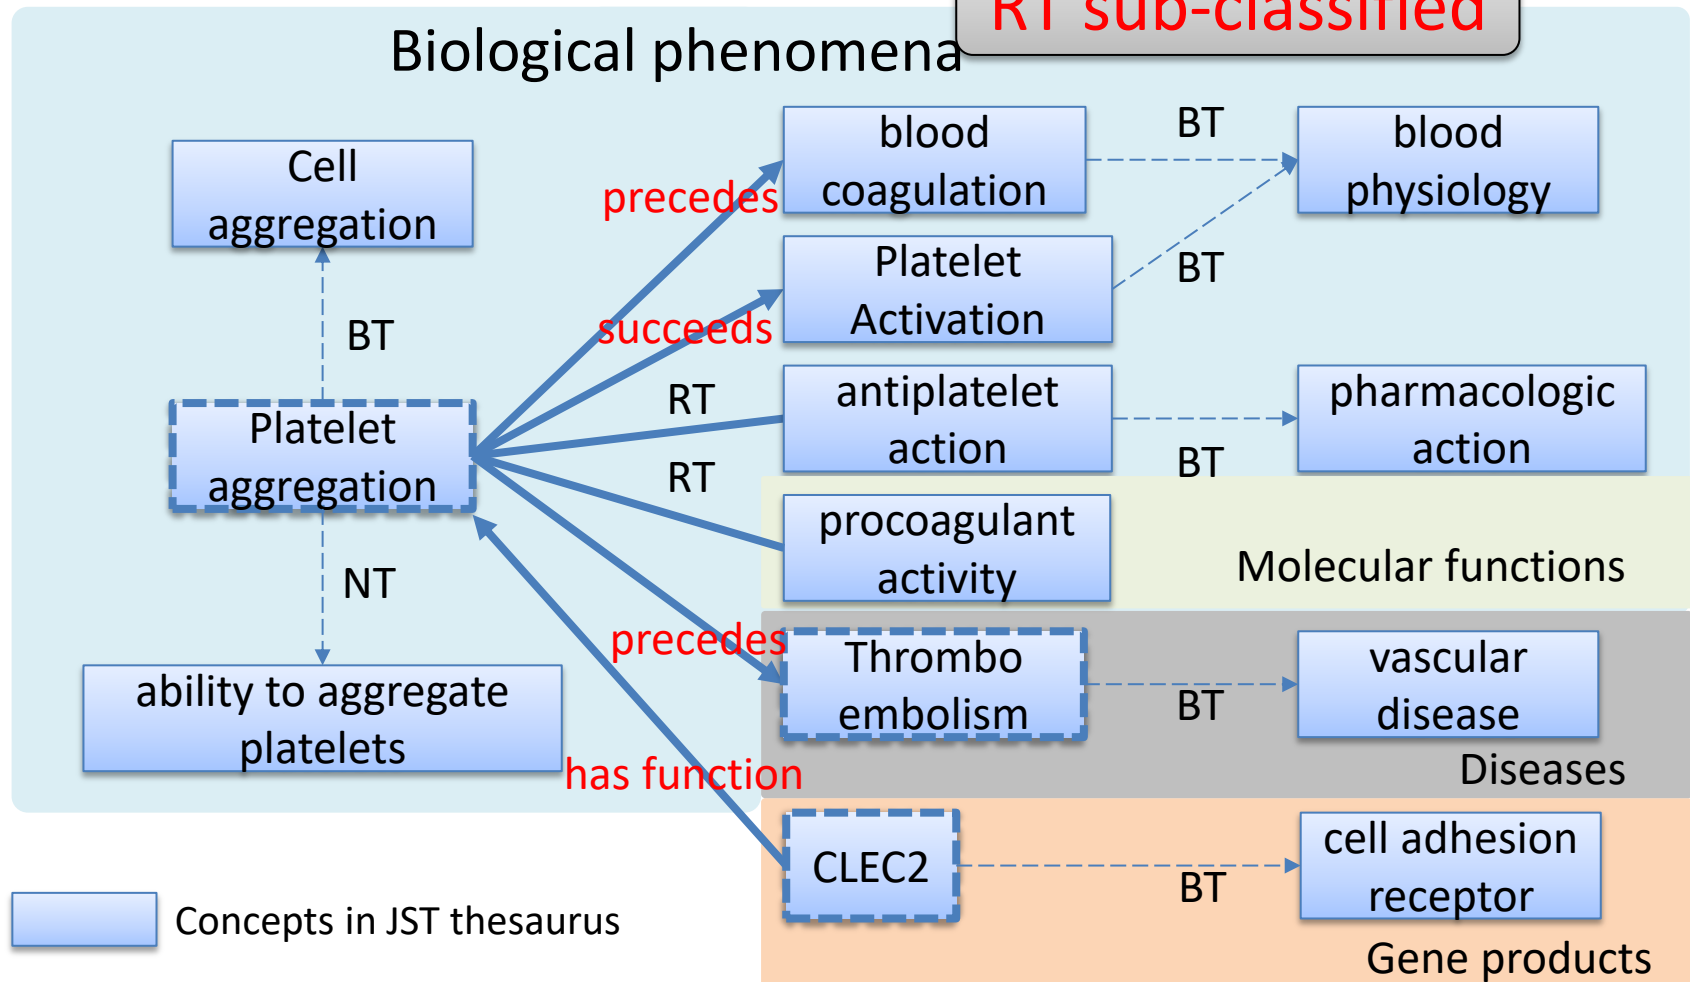 RT sub-classified
Biological phenomena
Cell
aggregation
BT
Platelet
aggregation
NT
ability to aggregate
platelets
precedes
succeeds
RT
RT
precedes
has function
blood
coagulation
BT
blood
physiology
Platelet
Activation
BT
antiplatelet
action
BT
pharmacologic
action
procoagulant
activity
Molecular functions
Thrombo
embolism
BT
vascular
disease
Diseases
CLEC2
BT
cell adhesion
receptor
Gene products
Concepts in JST thesaurus